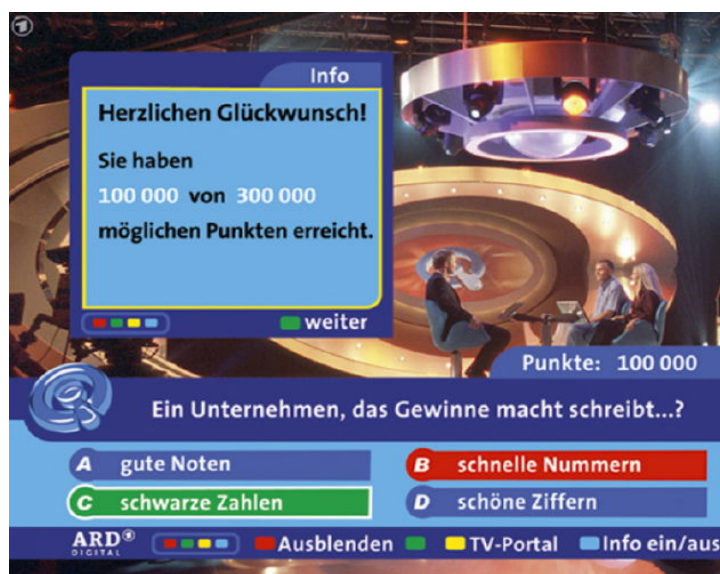 1
Info
Herzlichen Glückwunsch!
Sie haben
100 000 von 300 000
möglichen Punkten erreicht.
weiter
Punkte: 100 000
Ein Unternehmen, das Gewinne macht schreibt...?
A gute Noten
B schnelle Nummern
C schwarze Zahlen
D schöne Ziffern
ARD® Ausblenden TV-Portal Info ein/aus
DIGITAL